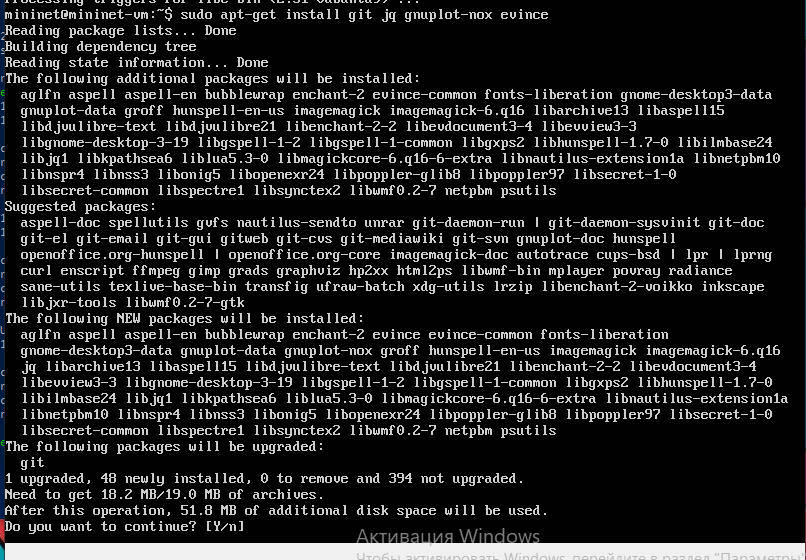 mininet@mininet-vm:~$ sudo apt-get install git jq gnuplot-nox evince
Reading package lists... Done
Building dependency tree
Reading state information... Done
The following additional packages will be installed:
aglfn aspell aspell-en bubblewrap enchant-2 evince-common fonts-liberation gnome-desktop3-data
gnuplot-data groff hunspell-en-us imagemagick imagemagick-6.q16 libarchive13 libaspell15
libdjvulibre-text libdjvulibre21 libenchant-2-2 libevdocument3-4 libevview3-3
libgnome-desktop-3-19 libgspell-1-2 libgspell-1-common libgxps2 libhunspell-1.7-0 libilmbase24
libjq1 libkpathsea6 liblua5.3-0 libmagickcore-6.q16-6-extra libnautilus-extension1a libnetpbm10
libnspr4 libnss3 libonig5 libopenexr24 libpoppler-glib8 libpoppler97 libsecret-1-0
libsecret-common libspectre1 libsynctex2 libwmf0.2-7 netpbm psutils
Suggested packages:
aspell-doc spellutils gvfs nautilus-sendto unrar git-daemon-run | git-daemon-sysvinit git-doc
git-el git-email git-gui gitweb git-cvs git-mediawiki git-svn gnuplot-doc hunspell
openoffice.org-hunspell | openoffice.org-core imagemagick-doc autotrace cups-bsd | lpr | lprng
curl enscript ffmpeg gimp grads graphviz hp2xx html2ps libwmf-bin mplayer povray radiance
sane-utils texlive-base-bin transfig ufraw-batch xdg-utils lrzip libenchant-2-voikko inkscape
libjxr-tools libwmf0.2-7-gtk
The following NEW packages will be installed:
aglfn aspell aspell-en bubblewrap enchant-2 evince evince-common fonts-liberation
gnome-desktop3-data gnuplot-data gnuplot-nox groff hunspell-en-us imagemagick imagemagick-6.q16
jq libarchive13 libaspell15 libdjvulibre-text libdjvulibre21 libenchant-2-2 libevdocument3-4
libevview3-3 libgnome-desktop-3-19 libgspell-1-2 libgspell-1-common libgxps2 libhunspell-1.7-0
libilmbase24 libjq1 libkpathsea6 liblua5.3-0 libmagickcore-6.q16-6-extra libnautilus-extension1a
libnetpbm10 libnspr4 libnss3 libonig5 libopenexr24 libpoppler-glib8 libpoppler97 libsecret-1-0
libsecret-common libspectre1 libsynctex2 libwmf0.2-7 netpbm psutils
The following packages will be upgraded:
git
1 upgraded, 48 newly installed, 0 to remove and 394 not upgraded.
Need to get 18.2 MB/19.0 MB of archives.
After this operation, 51.8 MB of additional disk space will be used.
Do you want to continue? [Y/n]
Активация Windows
Чтобы активировать Windows, перейдите в раздел "Параметры